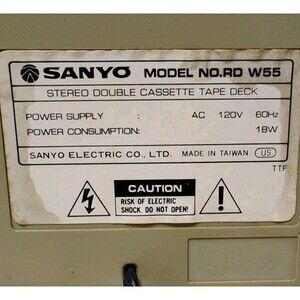 SANYO MODEL NO.RD W55
STEREO DOUBLE CASSETTE TAPE DECK
POWER SUPPLY : AC 120V 60Hz
POWER CONSUMPTION: 18W
SANYO ELECTRIC CO., LTD. MADE IN TAIWAN US
TTF
CAUTION
RISK OF ELECTRIC
SHOCK DO NOT OPEN!